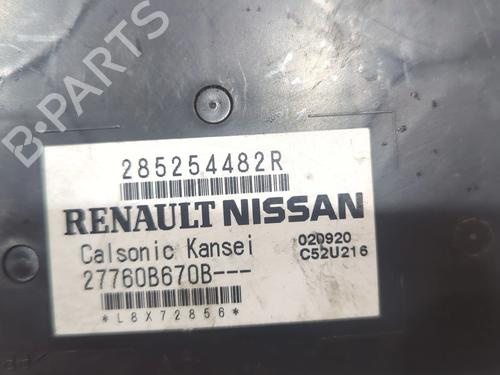 B-PARTS
285254482R
RENAULT NISSAN
Calsonic Kansei
020920
27760B670B---
C52U216
*L8X72856*